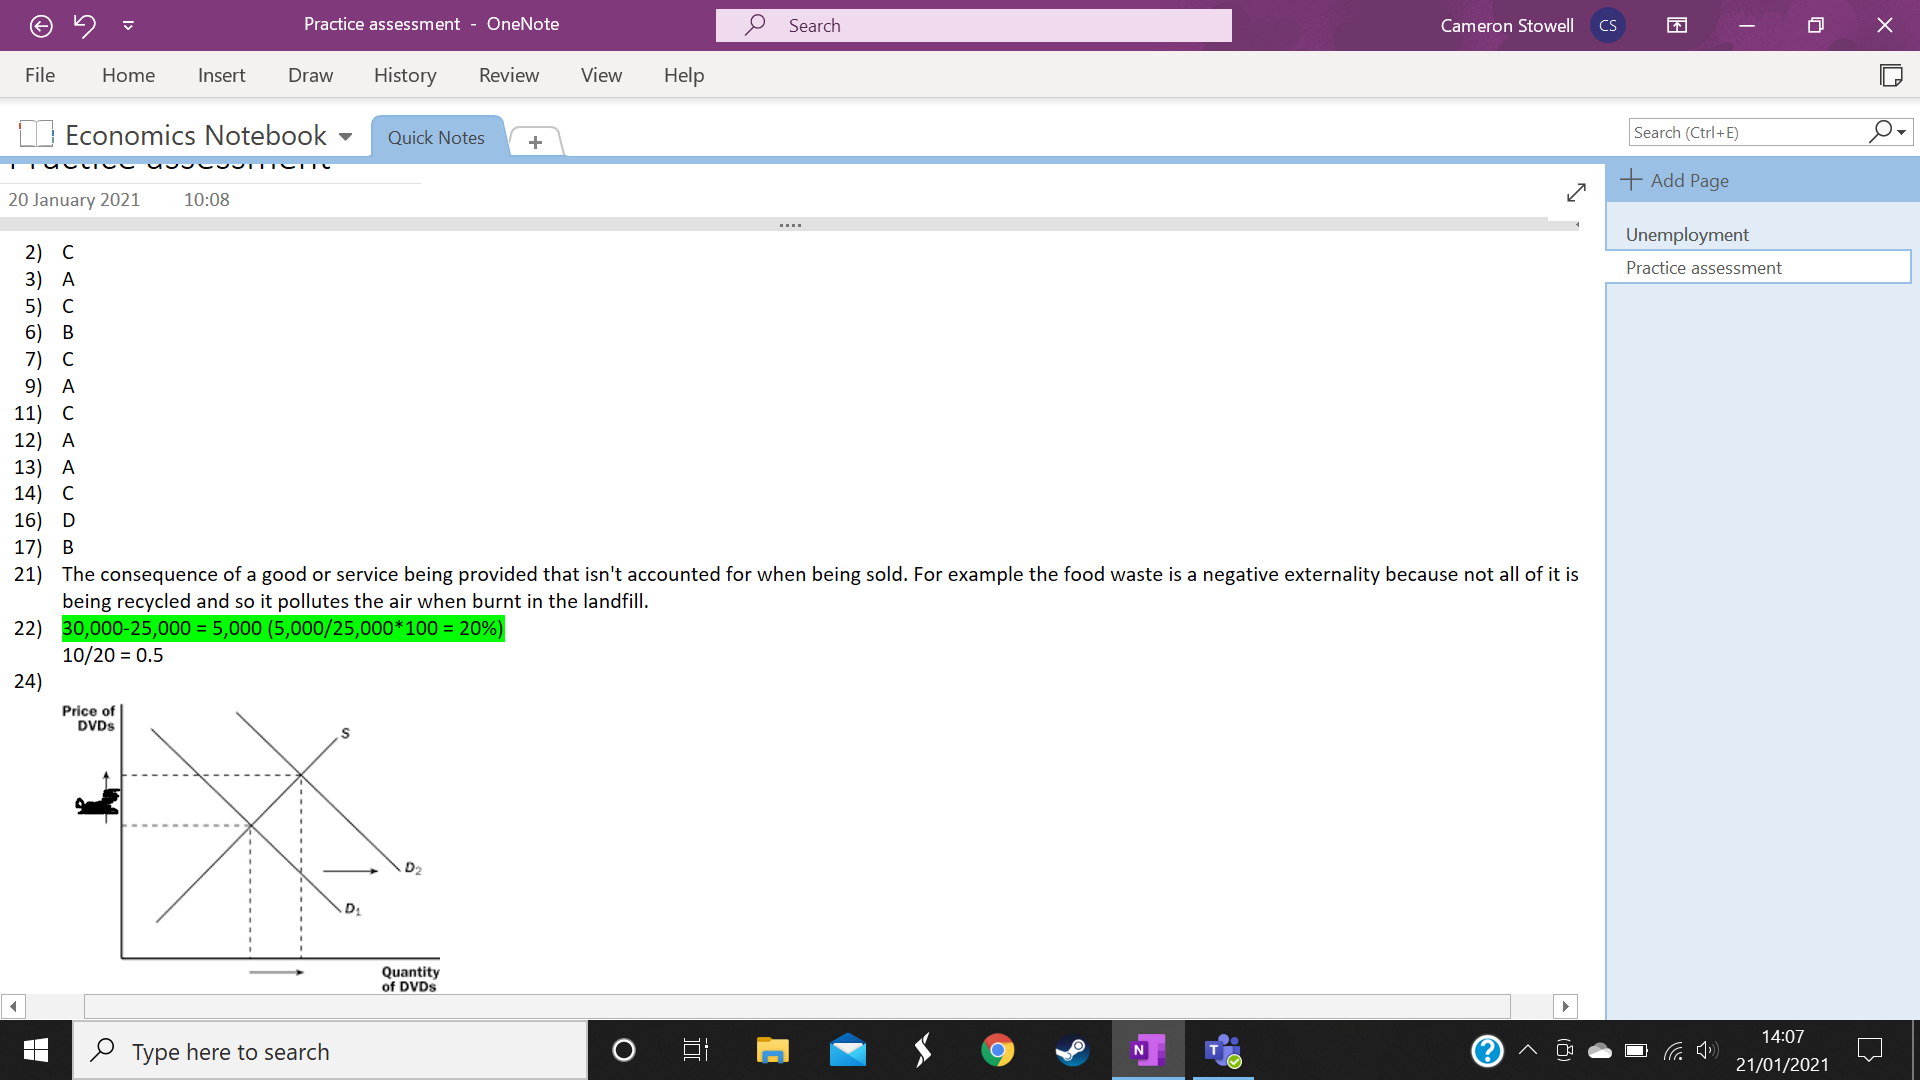 Practice assessment - OneNote
Search
Cameron Stowell
CS
File Home Insert Draw History Review View Help
Economics Notebook
Quick Notes
+
Search (Ctrl+E)
Practice assessment
20 January 2021 10:08
Add Page
Unemployment
Practice assessment
2) C
3) A
5) C
6) B
7) C
9) A
11) C
12) A
13) A
14) C
16) D
17) B
21) The consequence of a good or service being provided that isn't accounted for when being sold. For example the food waste is a negative externality because not all of it is
being recycled and so it pollutes the air when burnt in the landfill.
22) 30,000-25,000 = 5,000 (5,000/25,000*100 = 20%)
10/20 = 0.5
24)
Price of
DVDs
S
D2
D1
Quantity
of DVDs
Type here to search
N
T
?
14:07
21/01/2021